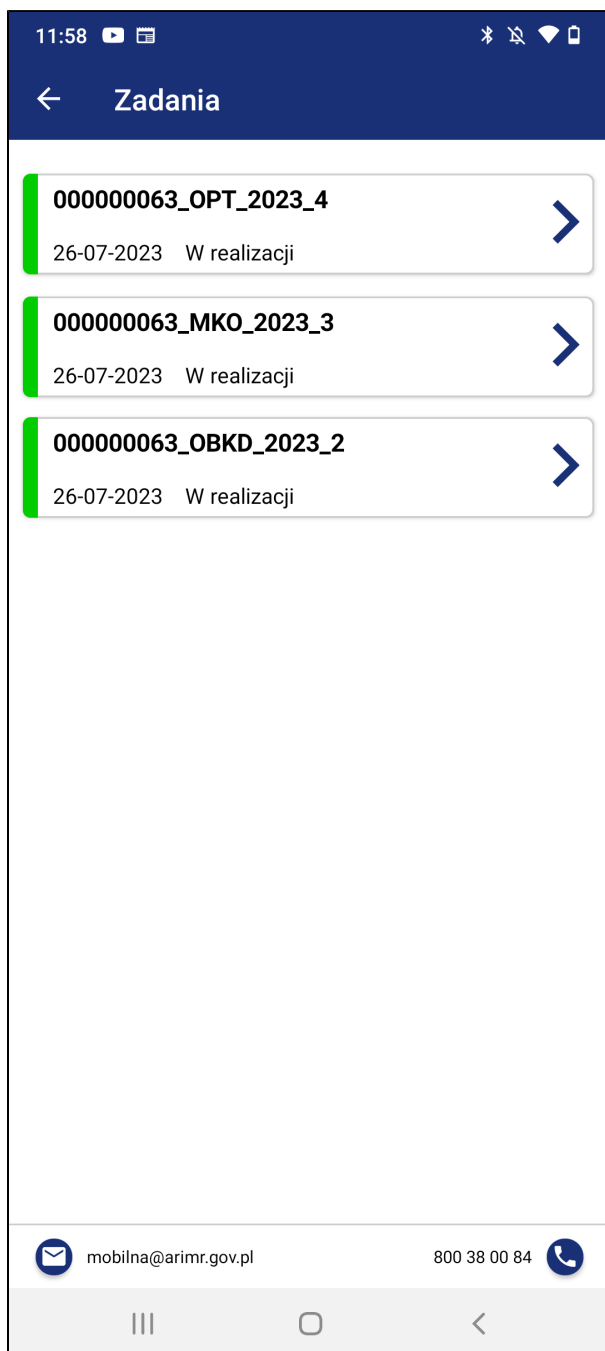 11:58
Zadania
000000063_OPT_2023_4
26-07-2023 W realizacji
000000063_MKO_2023_3
26-07-2023 W realizacji
000000063_OBKD_2023_2
26-07-2023 W realizacji
mobilna@arimr.gov.pl 800 38 00 84